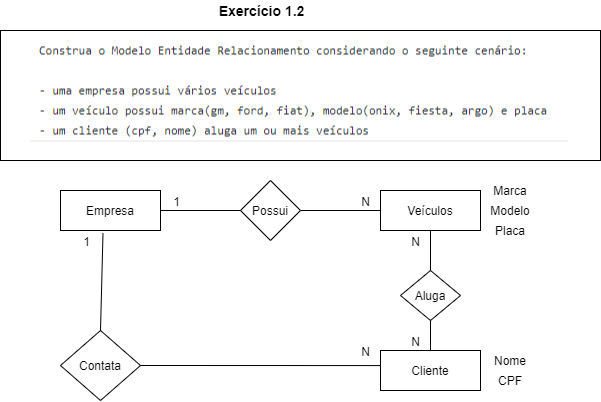 Exercício 1.2
Construa o Modelo Entidade Relacionamento considerando o seguinte cenário:
- uma empresa possui vários veículos
- um veículo possui marca(gm, ford, fiat), modelo(onix, fiesta, argo) e placa
- um cliente (cpf, nome) aluga um ou mais veículos
Empresa
1
Possui
N
Veículos
Marca
Modelo
Placa
1
N
Aluga
N
Contata
N
Cliente
Nome
CPF